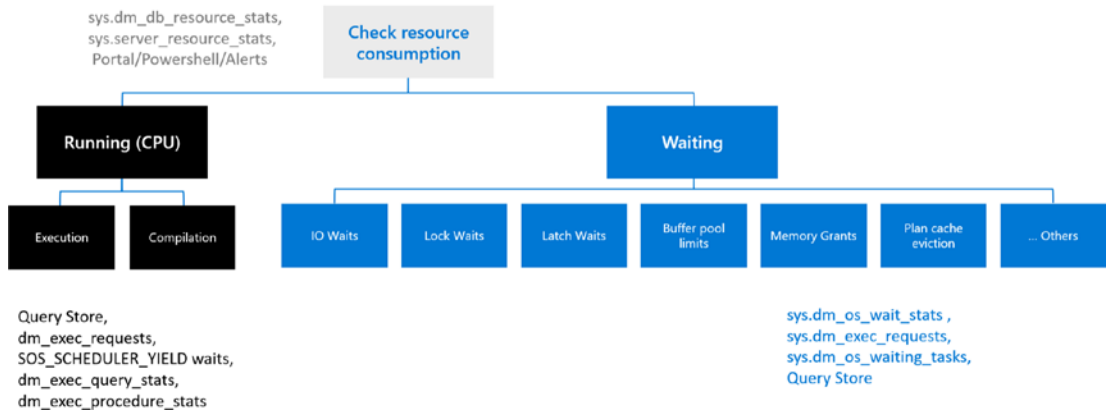 sys.dm_db_resource_stats,
sys.server_resource_stats,
Portal/Powershell/Alerts
Check resource
consumption
Running (CPU)
Waiting
Execution
Compilation
IO Waits
Lock Waits
Latch Waits
Buffer pool
limits
Memory Grants
Plan cache
eviction
... Others
Query Store,
dm_exec_requests,
SOS_SCHEDULER_YIELD waits,
dm_exec_query_stats,
dm_exec_procedure_stats
sys.dm_os_wait_stats ,
sys.dm_exec_requests,
sys.dm_os_waiting_tasks,
Query Store